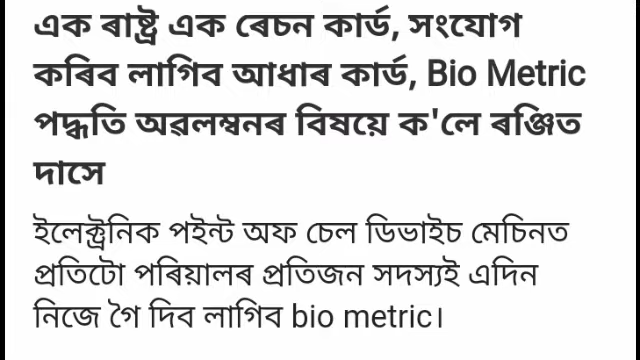 এক ৰাষ্ট্ৰ এক ৰেচন কাৰ্ড, সংযোগ
কৰিব লাগিব আধাৰ কাৰ্ড, Bio Metric
পদ্ধতি অৱলম্বনৰ বিষয়ে ক'লে ৰঞ্জিত
দাসে
ইলেক্ট্ৰনিক পইন্ট অফ চেল ডিভাইচ মেচিনত
প্ৰতিটো পৰিয়ালৰ প্ৰতিজন সদস্যই এদিন
নিজে গৈ দিব লাগিব bio metric।